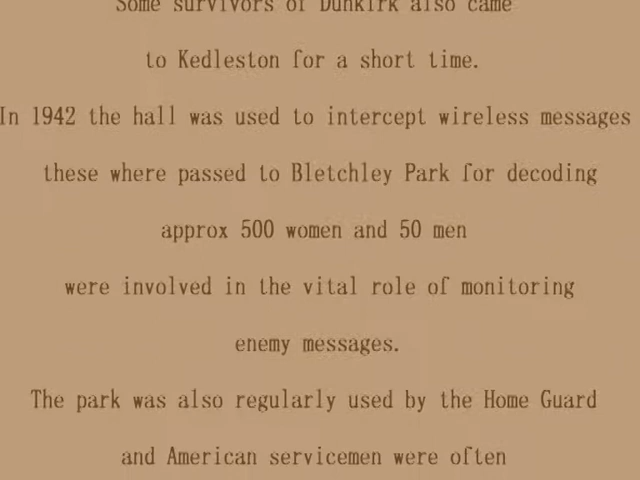 Some survivors of Dunkirk also came
to Kedleston for a short time.
In 1942 the hall was used to intercept wireless messages
these where passed to Bletchley Park for decoding
approx 500 women and 50 men
were involved in the vital role of monitoring
enemy messages.
The park was also regularly used by the Home Guard
and American servicemen were often